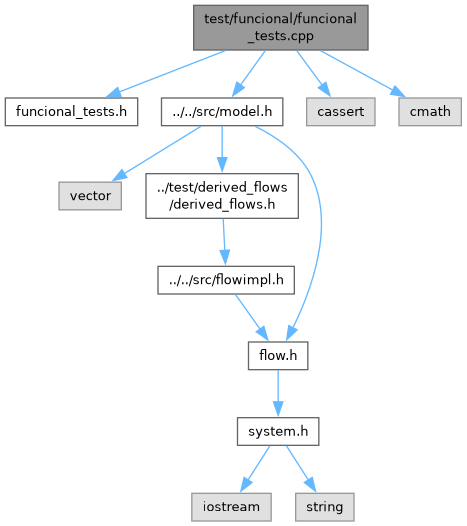 test/funcional/funcional
_tests.cpp
funcional_tests.h
../../src/model.h
cassert
cmath
vector
../test/derived_flows
/derived_flows.h
../../src/flowimpl.h
flow.h
system.h
iostream
string